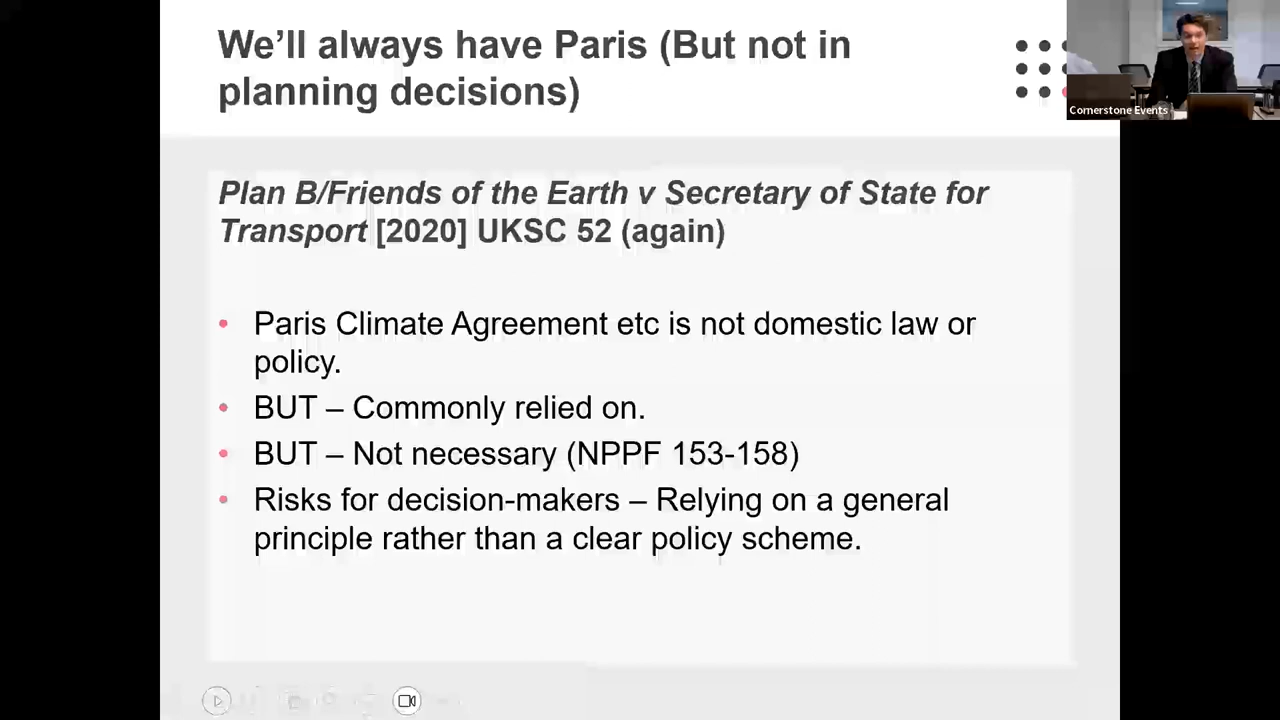 We’ll always have Paris (But not in
planning decisions)
Cornerstone Events
Plan B/Friends of the Earth v Secretary of State for
Transport [2020] UKSC 52 (again)
• Paris Climate Agreement etc is not domestic law or
policy.
• BUT – Commonly relied on.
• BUT – Not necessary (NPPF 153-158)
• Risks for decision-makers – Relying on a general
principle rather than a clear policy scheme.